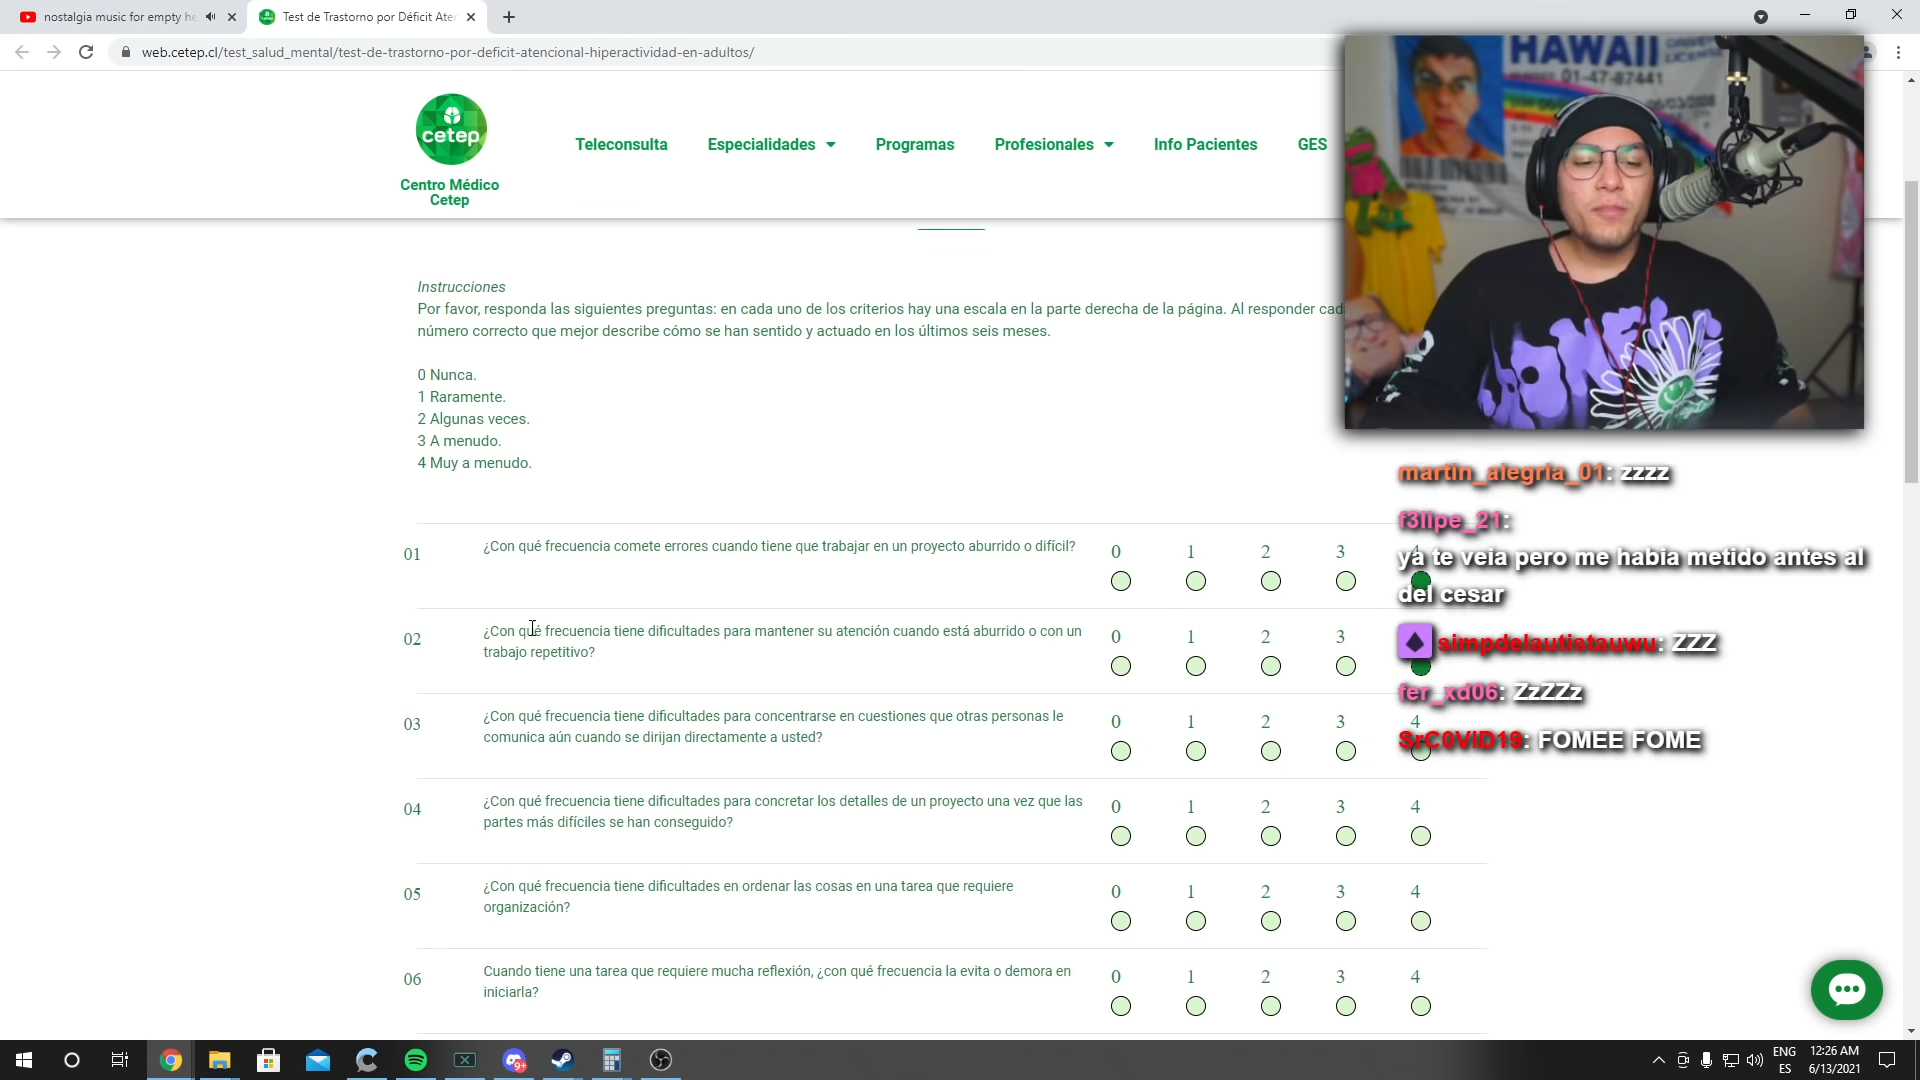 nostalgia music for empty he
Test de Trastorno por Déficit Aten
web.cetep.cl/test_salud_mental/test-de-trastorno-por-deficit-atencional-hiperactividad-en-adultos/
cetep
Centro Médico
Cetep
Teleconsulta
Especialidades
Programas
Profesionales
Info Pacientes
GES
HAWAII
01-47-87441
Instrucciones
Por favor, responda las siguientes preguntas: en cada uno de los criterios hay una escala en la parte derecha de la página. Al responder cad
número correcto que mejor describe cómo se han sentido y actuado en los últimos seis meses.
0 Nunca.
1 Raramente.
2 Algunas veces.
3 A menudo.
4 Muy a menudo.
martin_alegria_01: zzzz
f3lipe_21:
ya te veia pero me habia metido antes al
del cesar
simpdelautistauwu: ZZZ
fer_xd06: ZzZZz
SrC0VID19: FOMEE FOME
01 ¿Con qué frecuencia comete errores cuando tiene que trabajar en un proyecto aburrido o difícil? 0 1 2 3
02 ¿Con qué frecuencia tiene dificultades para mantener su atención cuando está aburrido o con un 0 1 2 3
trabajo repetitivo?
03 ¿Con qué frecuencia tiene dificultades para concentrarse en cuestiones que otras personas le 0 1 2 3 4
comunica aún cuando se dirijan directamente a usted?
04 ¿Con qué frecuencia tiene dificultades para concretar los detalles de un proyecto una vez que las 0 1 2 3 4
partes más difíciles se han conseguido?
05 ¿Con qué frecuencia tiene dificultades en ordenar las cosas en una tarea que requiere 0 1 2 3 4
organización?
06 Cuando tiene una tarea que requiere mucha reflexión, ¿con qué frecuencia la evita o demora en 0 1 2 3 4
iniciarla?
9+
ENG
ES
12:26 AM
6/13/2021